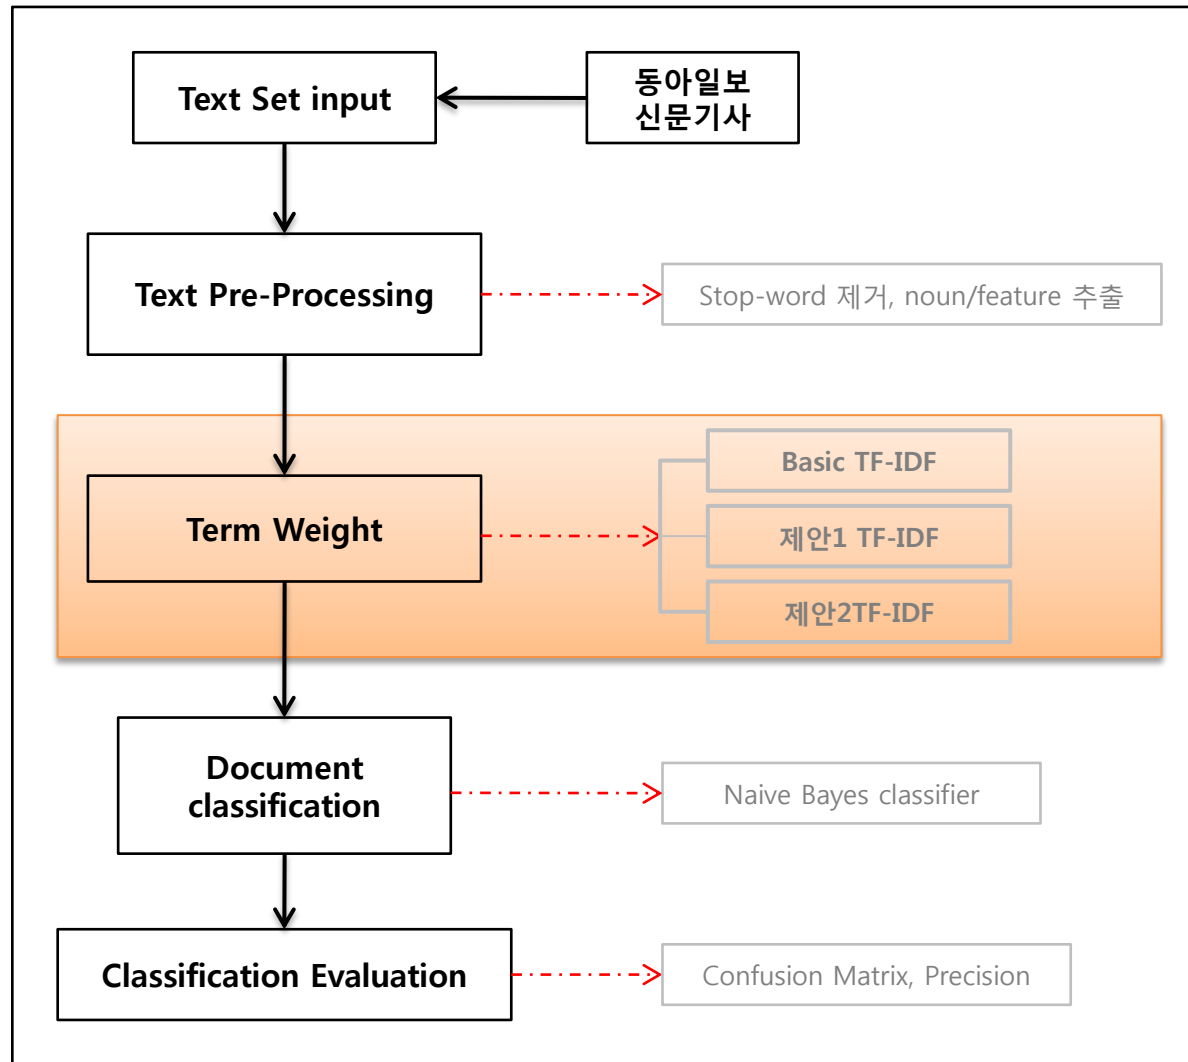 Text Set input
동아일보
신문기사
Text Pre-Processing
Stop-word 제거, noun/feature 추출
Term Weight
Basic TF-IDF
제안1 TF-IDF
제안2TF-IDF
Document
classification
Naive Bayes classifier
Classification Evaluation
Confusion Matrix, Precision